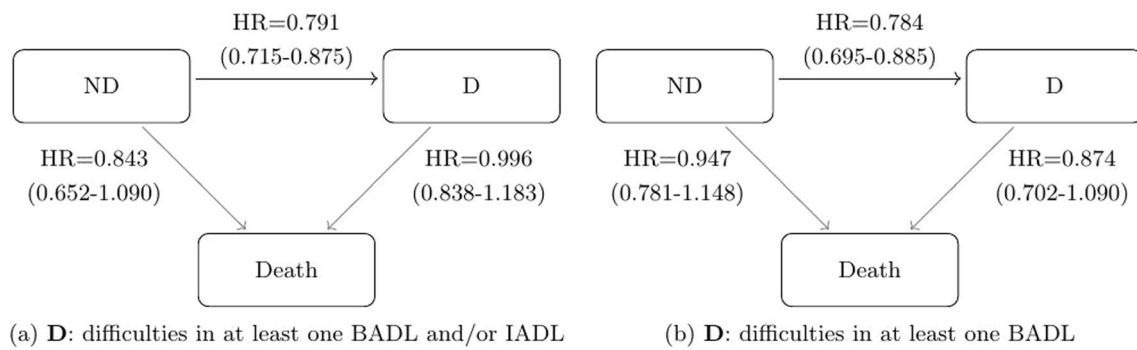 HR=0.791
(0.715-0.875)
ND
D
HR=0.843
(0.652-1.090)
HR=0.996
(0.838-1.183)
Death
(a) D: difficulties in at least one BADL and/or IADL
HR=0.784
(0.695-0.885)
ND
D
HR=0.947
(0.781-1.148)
HR=0.874
(0.702-1.090)
Death
(b) D: difficulties in at least one BADL